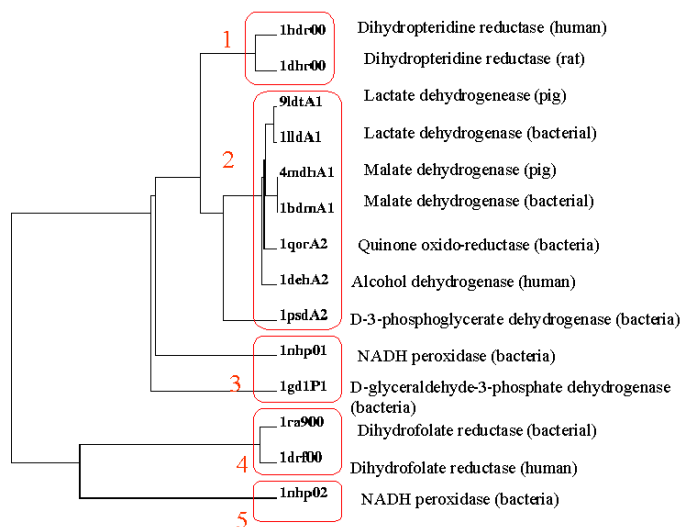 1 1hdr00 Dihydropteridine reductase (human)
1dhr00 Dihydropteridine reductase (rat)
9ldtA1 Lactate dehydrogenease (pig)
1lldA1 Lactate dehydrogenase (bacterial)
2 4mdhA1 Malate dehydrogenase (pig)
1bdmA1 Malate dehydrogenase (bacterial)
1qorA2 Quinone oxido-reductase (bacteria)
1dehA2 Alcohol dehydrogenase (human)
1psdA2 D-3-phosphoglycerate dehydrogenase (bacteria)
1nhp01 NADH peroxidase (bacteria)
3 1gd1P1 D-glyceraldehyde-3-phosphate dehydrogenase
(bacteria)
1ra900 Dihydrofolate reductase (bacterial)
4 1drf00 Dihydrofolate reductase (human)
1nhp02 NADH peroxidase (bacteria)
5